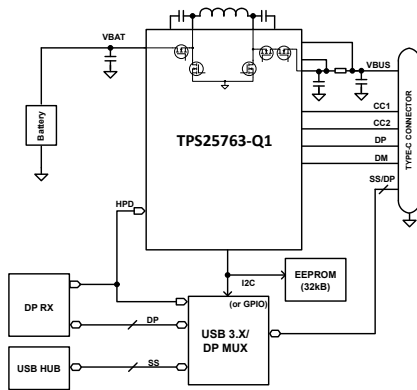 VBAT
VBUS
Battery
TPS25763-Q1
CC1
CC2
DP
DM
SS/DP
TYPE-C CONNECTOR
HPD
I2C
EEPROM
(32kB)
(or GPIO)
DP RX
DP
USB 3.X/
DP MUX
USB HUB
SS